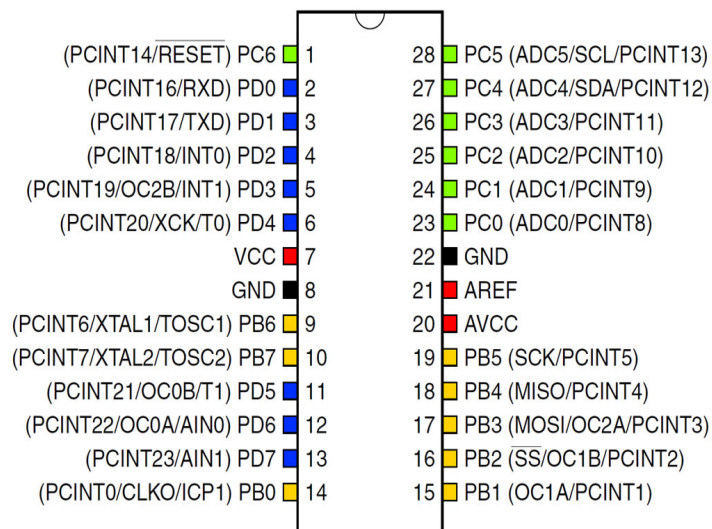 (PCINT14/RESET) PC6 1 28 PC5 (ADC5/SCL/PCINT13)
(PCINT16/RXD) PD0 2 27 PC4 (ADC4/SDA/PCINT12)
(PCINT17/TXD) PD1 3 26 PC3 (ADC3/PCINT11)
(PCINT18/INT0) PD2 4 25 PC2 (ADC2/PCINT10)
(PCINT19/OC2B/INT1) PD3 5 24 PC1 (ADC1/PCINT9)
(PCINT20/XCK/T0) PD4 6 23 PC0 (ADC0/PCINT8)
VCC 7 22 GND
GND 8 21 AREF
(PCINT6/XTAL1/TOSC1) PB6 9 20 AVCC
(PCINT7/XTAL2/TOSC2) PB7 10 19 PB5 (SCK/PCINT5)
(PCINT21/OC0B/T1) PD5 11 18 PB4 (MISO/PCINT4)
(PCINT22/OC0A/AIN0) PD6 12 17 PB3 (MOSI/OC2A/PCINT3)
(PCINT23/AIN1) PD7 13 16 PB2 (SS/OC1B/PCINT2)
(PCINT0/CLKO/ICP1) PB0 14 15 PB1 (OC1A/PCINT1)